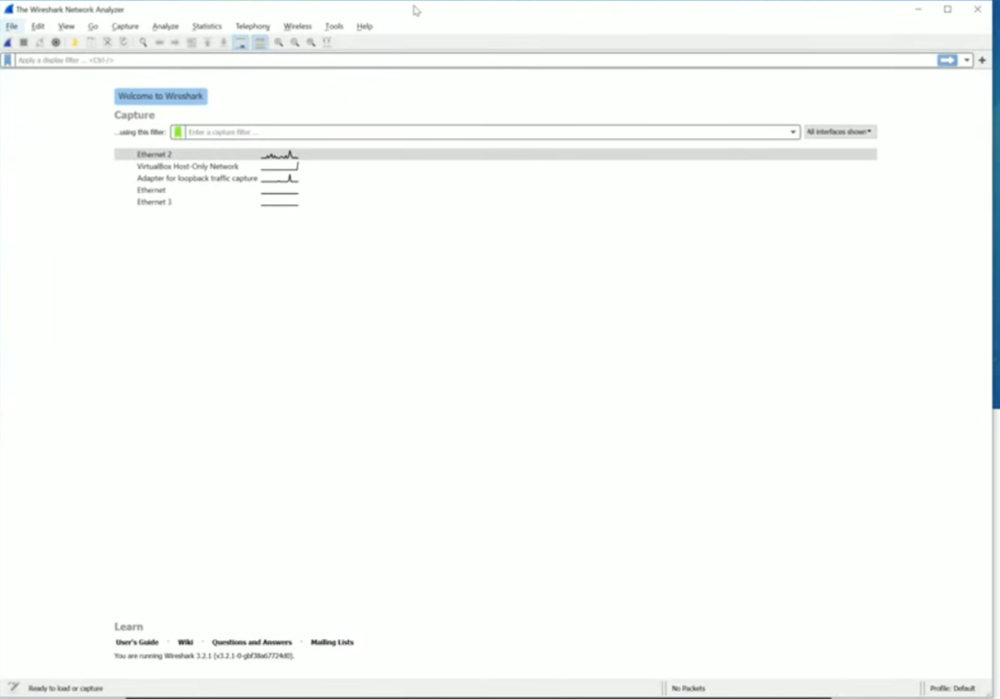 The Wireshark Network Analyzer
File Edit View Go Capture Analyze Statistics Telephony Wireless Tools Help
Apply a display filter ... <Ctrl-/>
Welcome to Wireshark
Capture
...using this filter: Enter a capture filter ... All interfaces shown
Ethernet 2
VirtualBox Host-Only Network
Adapter for loopback traffic capture
Ethernet
Ethernet 3
Learn
User's Guide · Wiki · Questions and Answers · Mailing Lists
You are running Wireshark 3.2.1 (v3.2.1-0-gbf38a67724d0).
Ready to load or capture No Packets Profile: Default